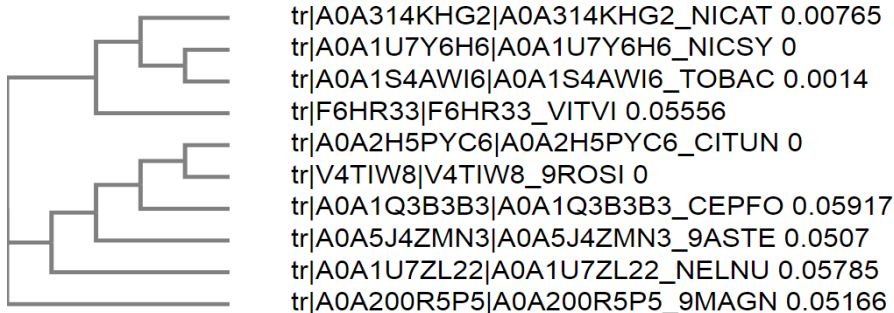 tr|A0A314KHG2|A0A314KHG2_NICAT 0.00765
tr|A0A1U7Y6H6|A0A1U7Y6H6_NICSY 0
tr|A0A1S4AWI6|A0A1S4AWI6_TOBAC 0.0014
tr|F6HR33|F6HR33_VITVI 0.05556
tr|A0A2H5PYC6|A0A2H5PYC6_CITUN 0
tr|V4TIW8|V4TIW8_9ROSI 0
tr|A0A1Q3B3B3|A0A1Q3B3B3_CEPFO 0.05917
tr|A0A5J4ZMN3|A0A5J4ZMN3_9ASTE 0.0507
tr|A0A1U7ZL22|A0A1U7ZL22_NELNU 0.05785
tr|A0A200R5P5|A0A200R5P5_9MAGN 0.05166